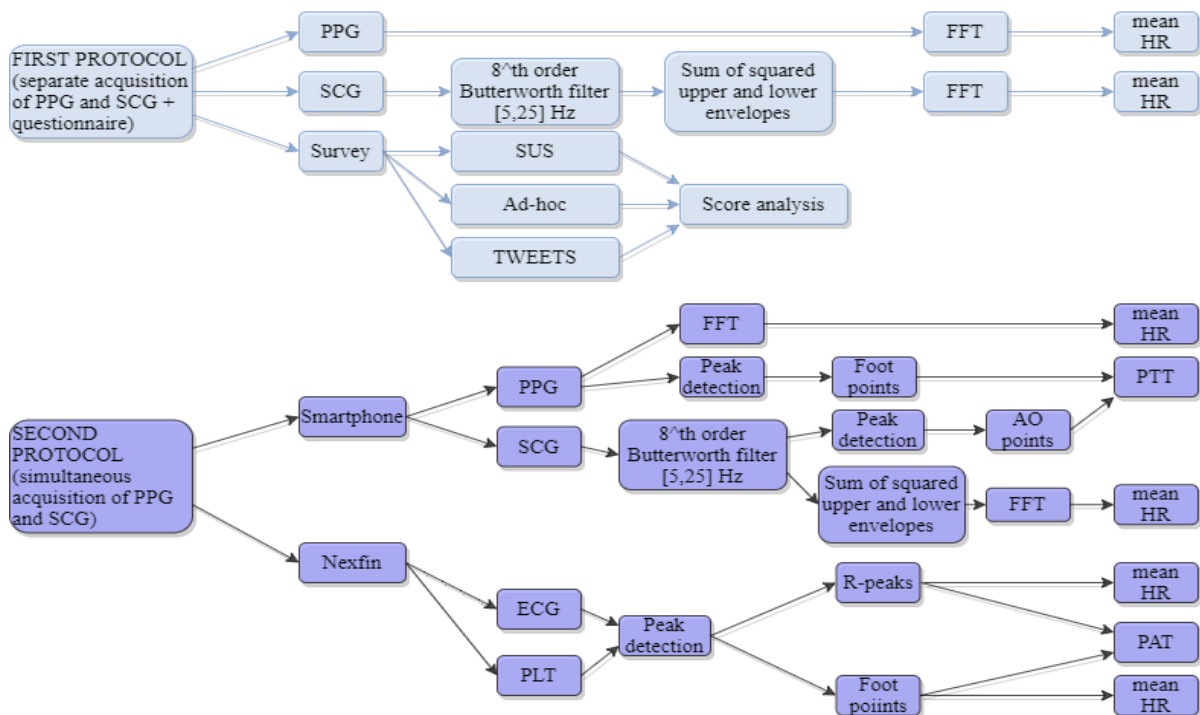 PPG
FFT
mean
HR
FIRST PROTOCOL
(separate acquisition
of PPG and SCG +
questionnaire)
SCG
8^th order
Butterworth filter
[5,25] Hz
Sum of squared
upper and lower
envelopes
FFT
mean
HR
Survey
SUS
Ad-hoc
Score analysis
TWEETS
FFT
mean
HR
PPG
Peak
detection
Foot
points
PTT
Smartphone
SECOND
PROTOCOL
(simultaneous
acquisition of PPG
and SCG)
SCG
8^th order
Butterworth filter
[5,25] Hz
Peak
detection
AO
points
Sum of squared
upper and lower
envelopes
FFT
mean
HR
Nexfin
ECG
PLT
Peak
detection
R-peaks
mean
HR
PAT
Foot
poiints
mean
HR